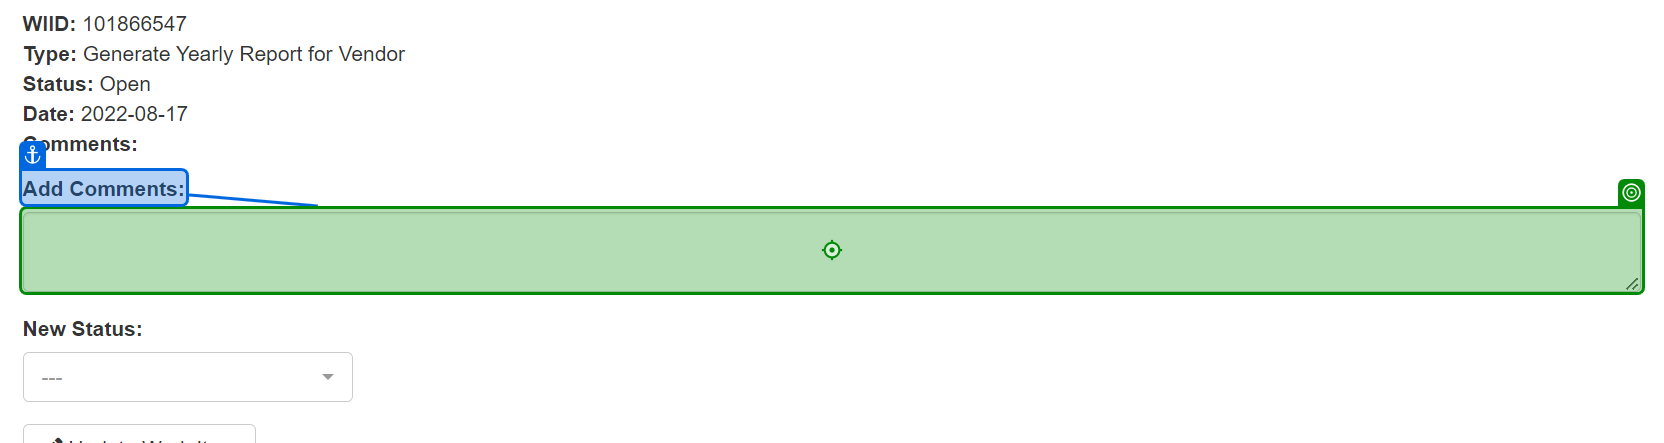 WIID: 101866547
Type: Generate Yearly Report for Vendor
Status: Open
Date: 2022-08-17
Comments:
Add Comments:
New Status:
---